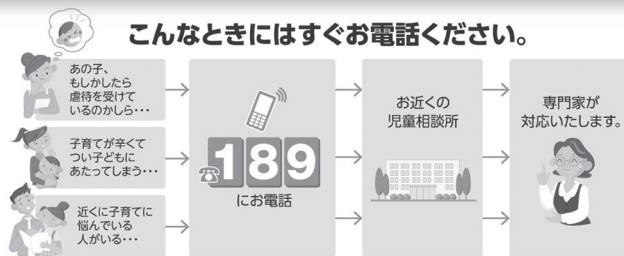 こんなときにはすぐお電話ください。
あの子、
もしかしたら
虐待を受けて
いるのかしら・・・
子育てが辛くて
つい子どもに
あたってしまう・・・
近くに子育てに
悩んでいる
人がいる・・・
189
にお電話
お近くの
児童相談所
専門家が
対応いたします。